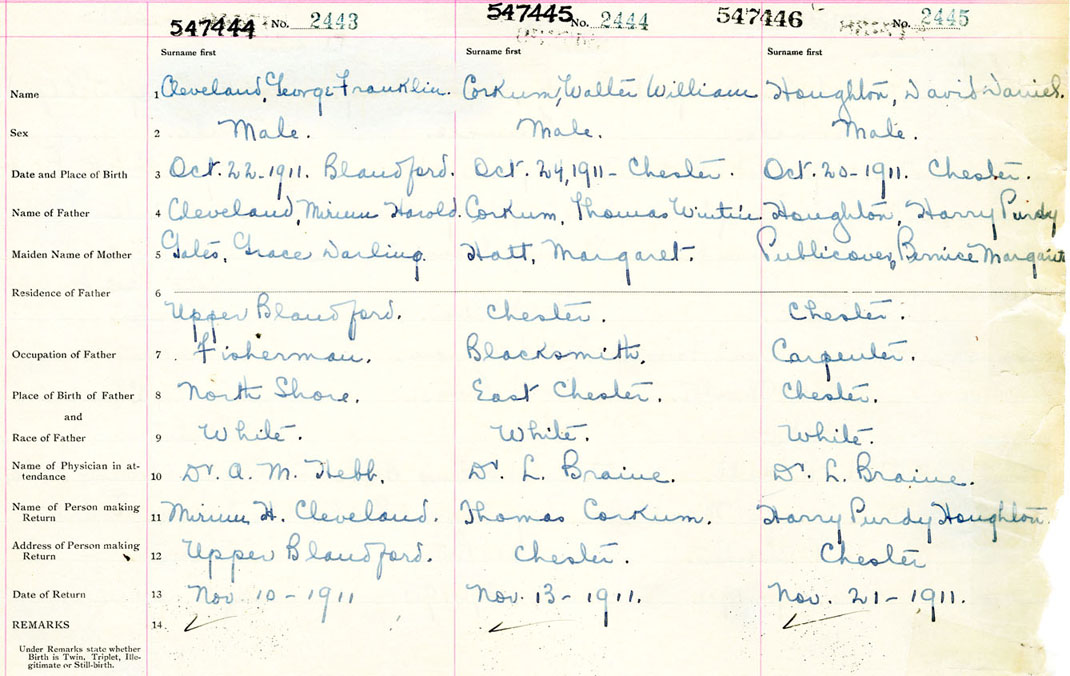 547444 No. 2443 547445 No. 2444 547446 No. 2445
Surname first Surname first Surname first
Name 1 Cleveland, George Franklin. Corkum, Walter William Houghton, David Daniel.
Sex 2 Male. Male. Male.
Date and Place of Birth 3 Oct. 22-1911. Blandford. Oct. 24, 1911- Chester. Oct. 20-1911. Chester.
Name of Father 4 Cleveland, Harold. Corkum, Thomas Houghton, Harry Purdy
Maiden Name of Mother 5 Gates, Grace Darling. Hatt, Margaret. Publicover, Bernice Margaret
Residence of Father 6
Upper Blandford. Chester. Chester.
Occupation of Father 7 Fisherman. Blacksmith. Carpenter.
Place of Birth of Father 8 North Shore. East Chester. Chester.
and
Race of Father 9 White. White. White.
Name of Physician in at-
tendance 10 Dr. A. M. Hebb. Dr. L. Braine. Dr. L. Braine.
Name of Person making
Return 11 H. Cleveland. Thomas Corkum. Harry Purdy Houghton.
Address of Person making
Return 12 Upper Blandford. Chester. Chester
Date of Return 13 Nov 10-1911 Nov. 13-1911. Nov. 21-1911.
REMARKS 14
Under Remarks state whether
Birth is Twin, Triplet, Ille-
gitimate or Still-birth.